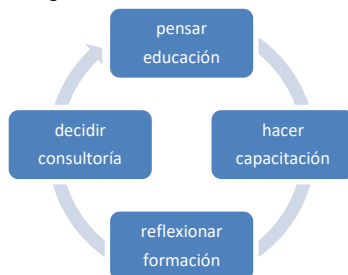 pensar
educación
hacer
capacitación
reflexionar
formación
decidir
consultoría